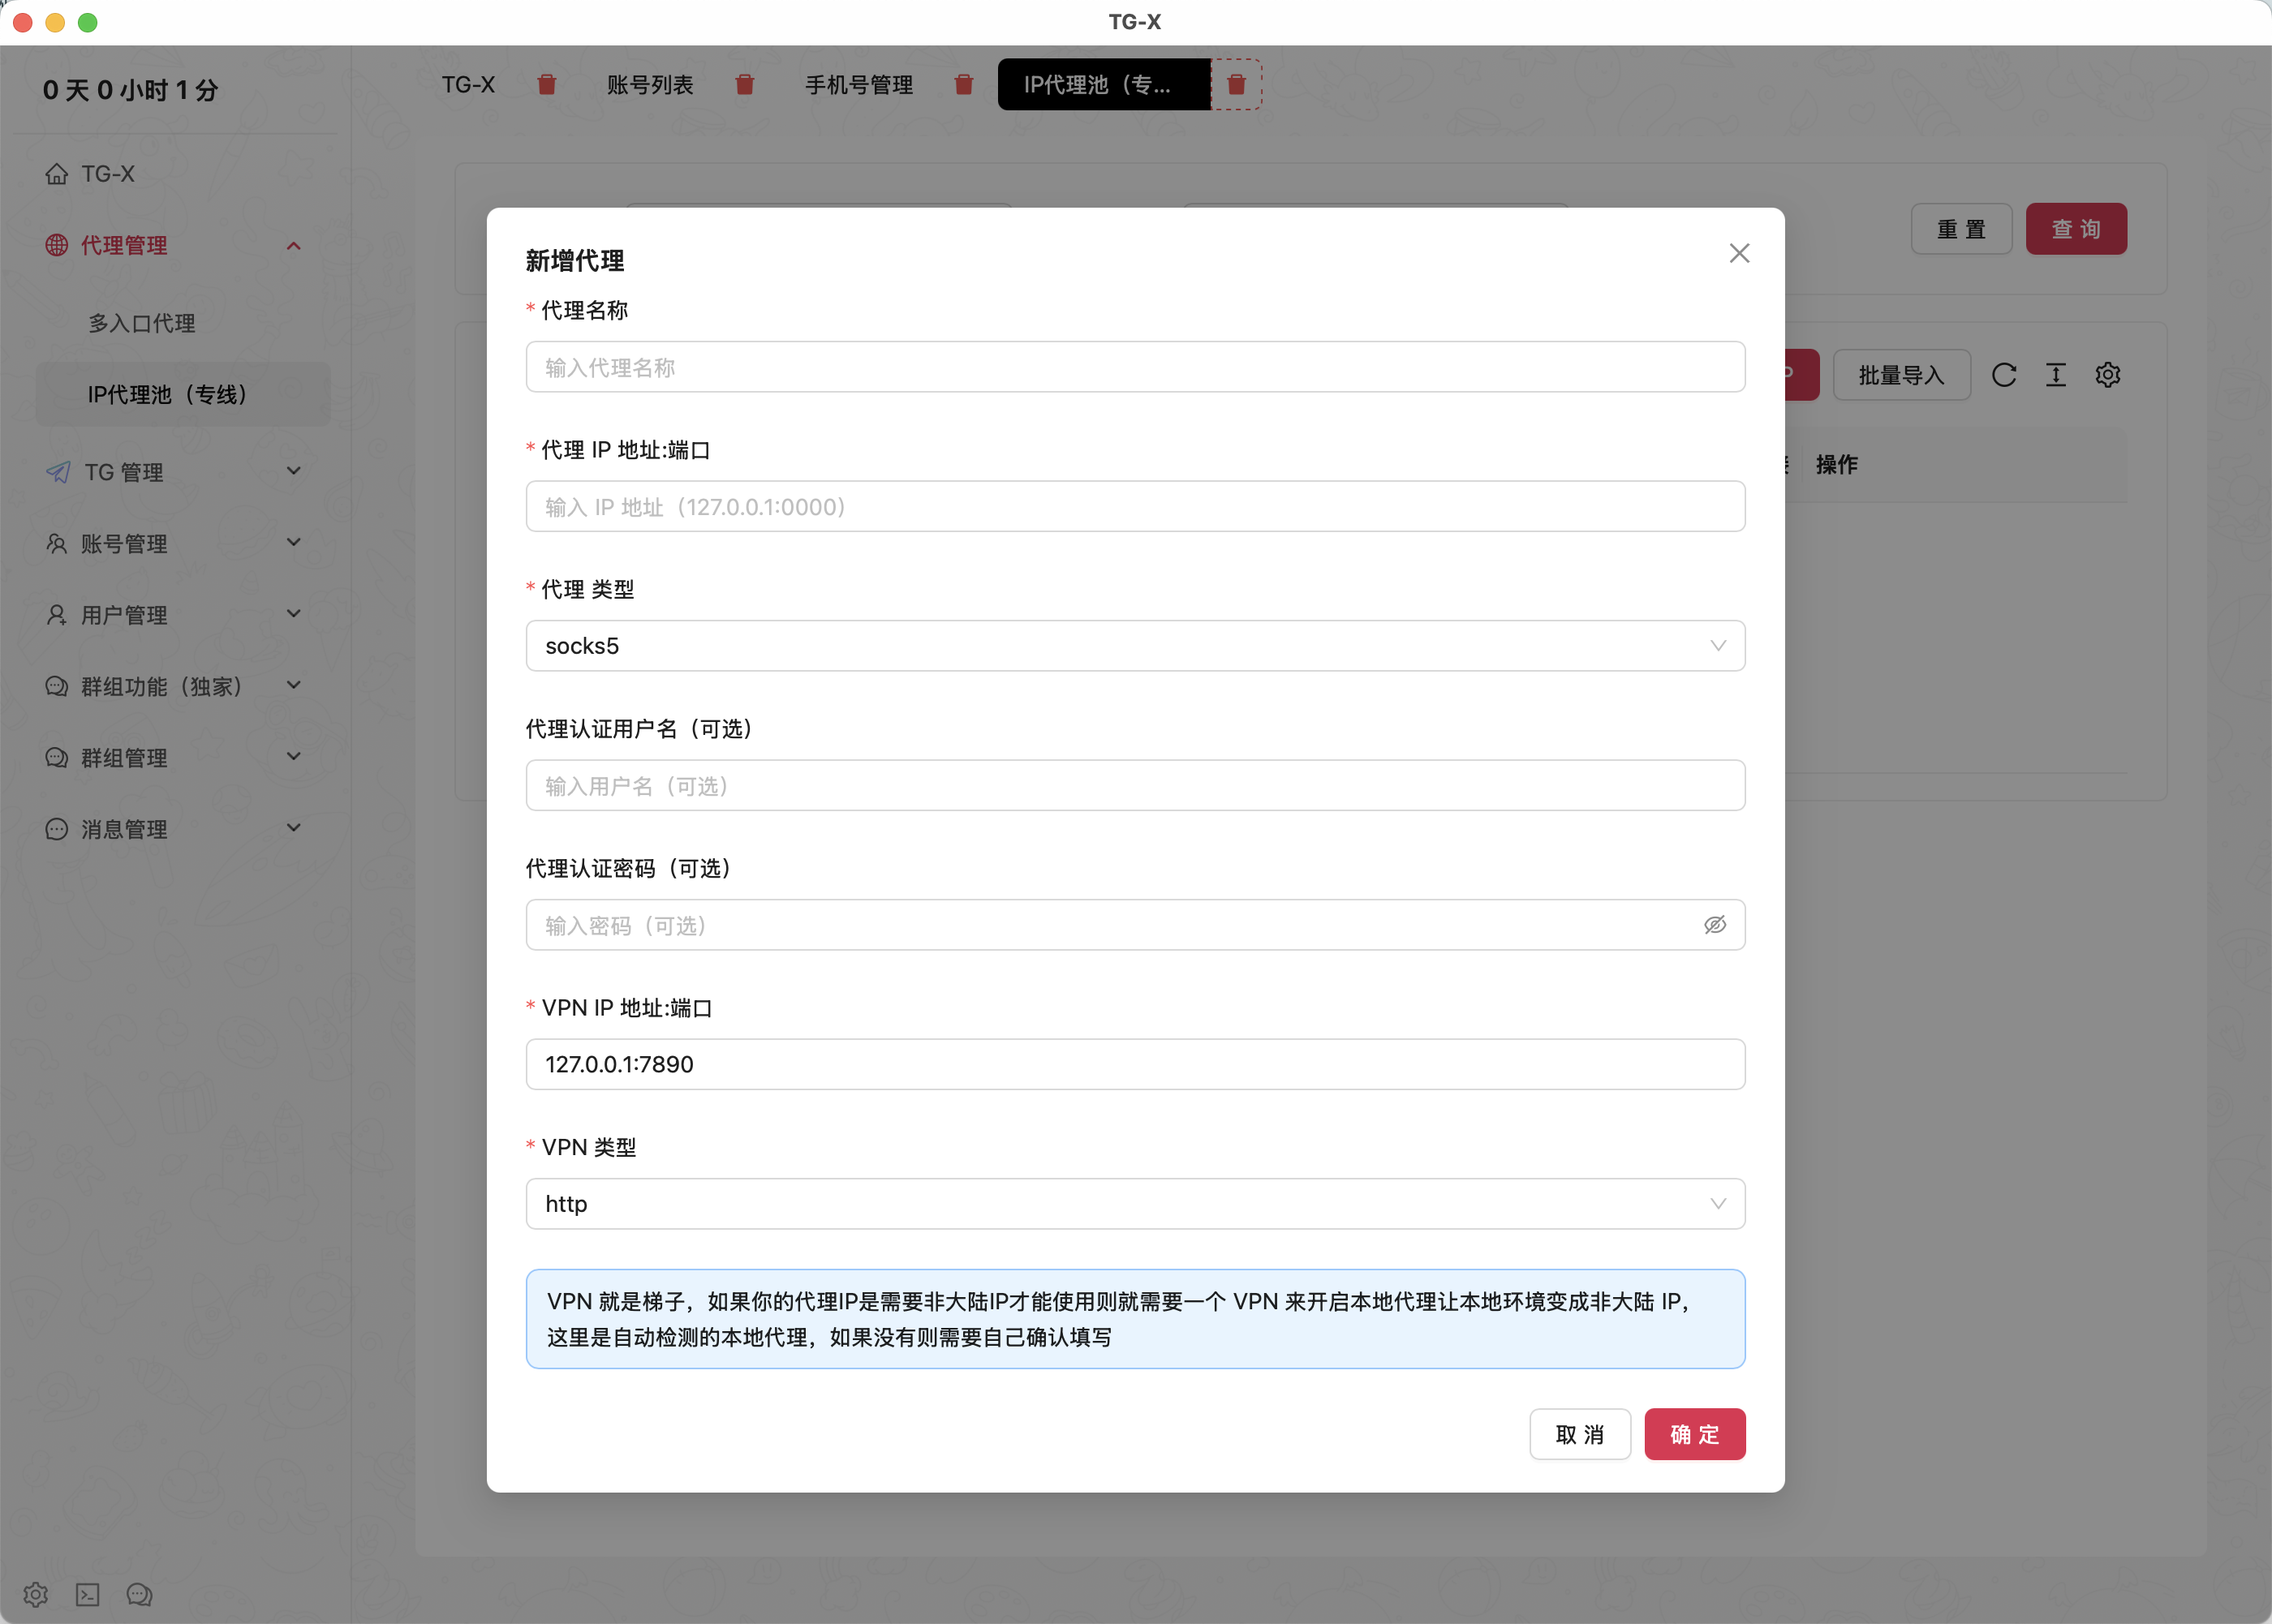 TG-X
0 天 0 小时 1 分
TG-X
账号列表
手机号管理
IP代理池（专...
TG-X
代理管理
多入口代理
IP代理池（专线）
TG 管理
账号管理
用户管理
群组功能（独家）
群组管理
消息管理
重 置
查 询
批量导入
操作
新增代理
* 代理名称
输入代理名称
* 代理 IP 地址:端口
输入 IP 地址（127.0.0.1:0000）
* 代理 类型
socks5
代理认证用户名（可选）
输入用户名（可选）
代理认证密码（可选）
输入密码（可选）
* VPN IP 地址:端口
127.0.0.1:7890
* VPN 类型
http
VPN 就是梯子，如果你的代理IP是需要非大陆IP才能使用则就需要一个 VPN 来开启本地代理让本地环境变成非大陆 IP，
这里是自动检测的本地代理，如果没有则需要自己确认填写
取 消
确 定